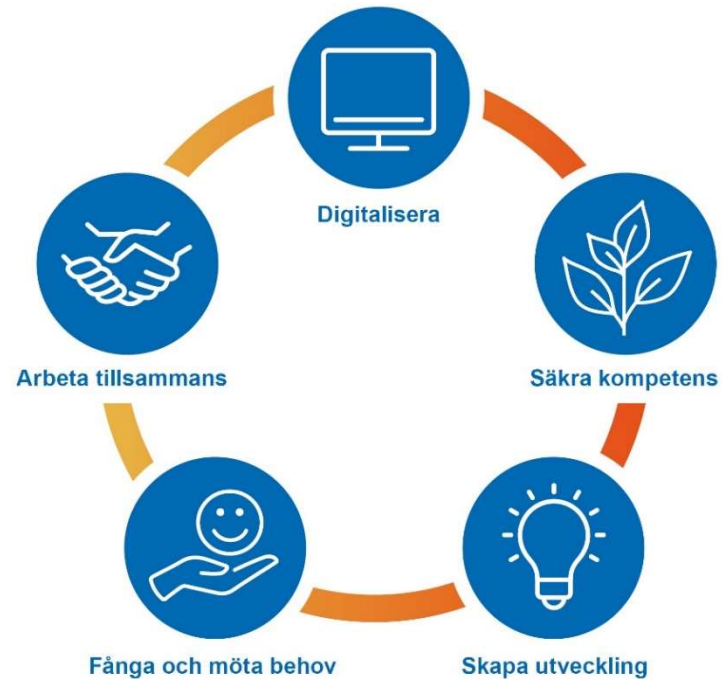 Digitalisera
Arbeta tillsammans
Säkra kompetens
Fånga och möta behov
Skapa utveckling